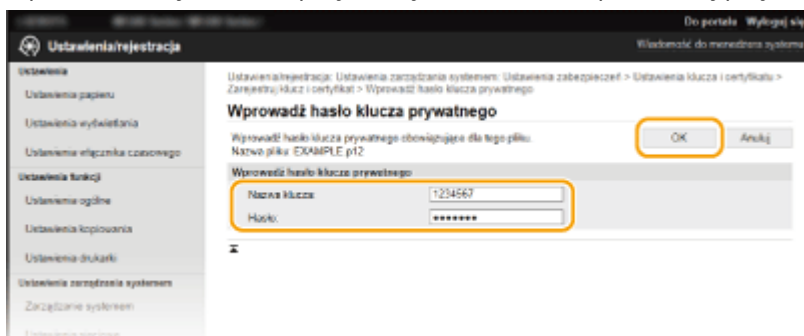 Do portalu Wyloguj się
Ustawienia/rejestracja
Wiadomość do menedżera systemu
Ustawienia
Ustawienia papieru
Ustawienia wyświetlania
Ustawienia włącznika czasowego
Ustawienia funkcji
Ustawienia ogólne
Ustawienia kopiowania
Ustawienia drukarki
Ustawienia zarządzania systemem
Zarządzanie systemem
Ustawienia sieciowe
Ustawienia/rejestracja: Ustawienia zarządzania systemem: Ustawienia zabezpieczeń > Ustawienia klucza i certyfikatu >
Zarejestruj klucz i certyfikat > Wprowadź hasło klucza prywatnego
Wprowadź hasło klucza prywatnego
Wprowadź hasło klucza prywatnego obowiązujące dla tego pliku.
Nazwa pliku: EXAMPLE.p12
OK Anuluj
Wprowadź hasło klucza prywatnego
Nazwa klucza: 1234567
Hasło: •••••••